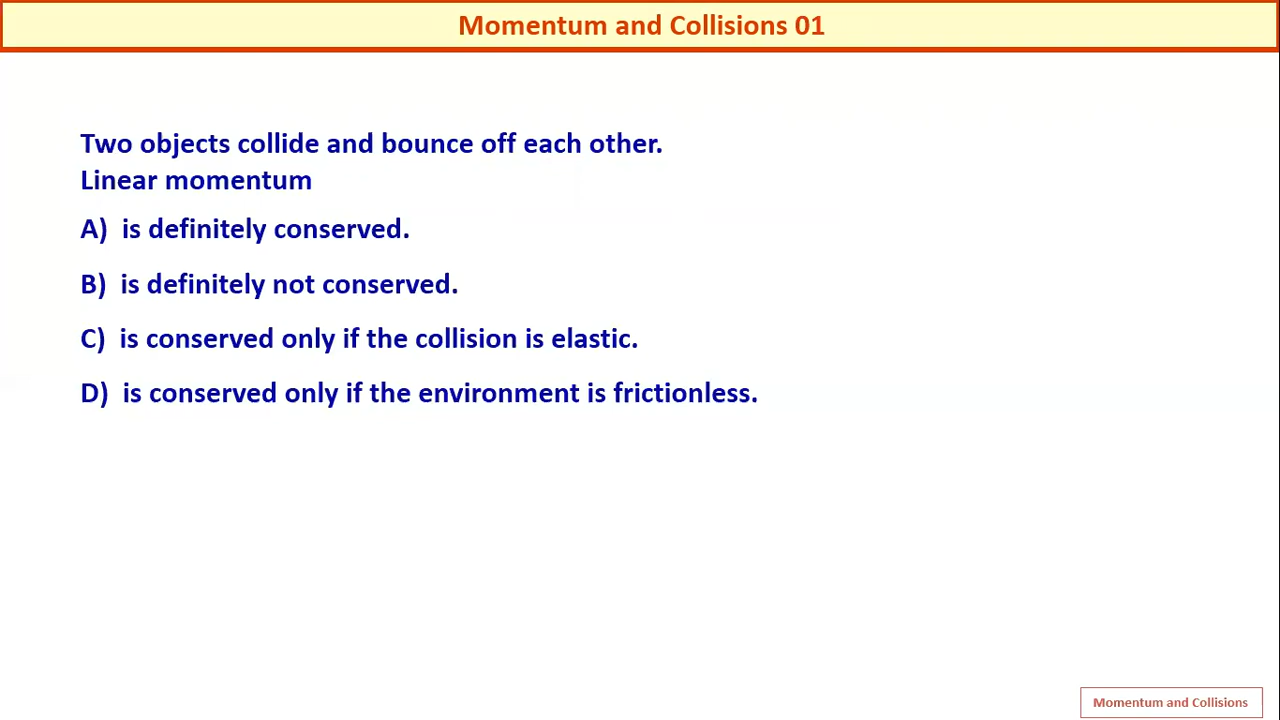 Momentum and Collisions 01
Two objects collide and bounce off each other.
Linear momentum
A) is definitely conserved.
B) is definitely not conserved.
C) is conserved only if the collision is elastic.
D) is conserved only if the environment is frictionless.
Momentum and Collisions